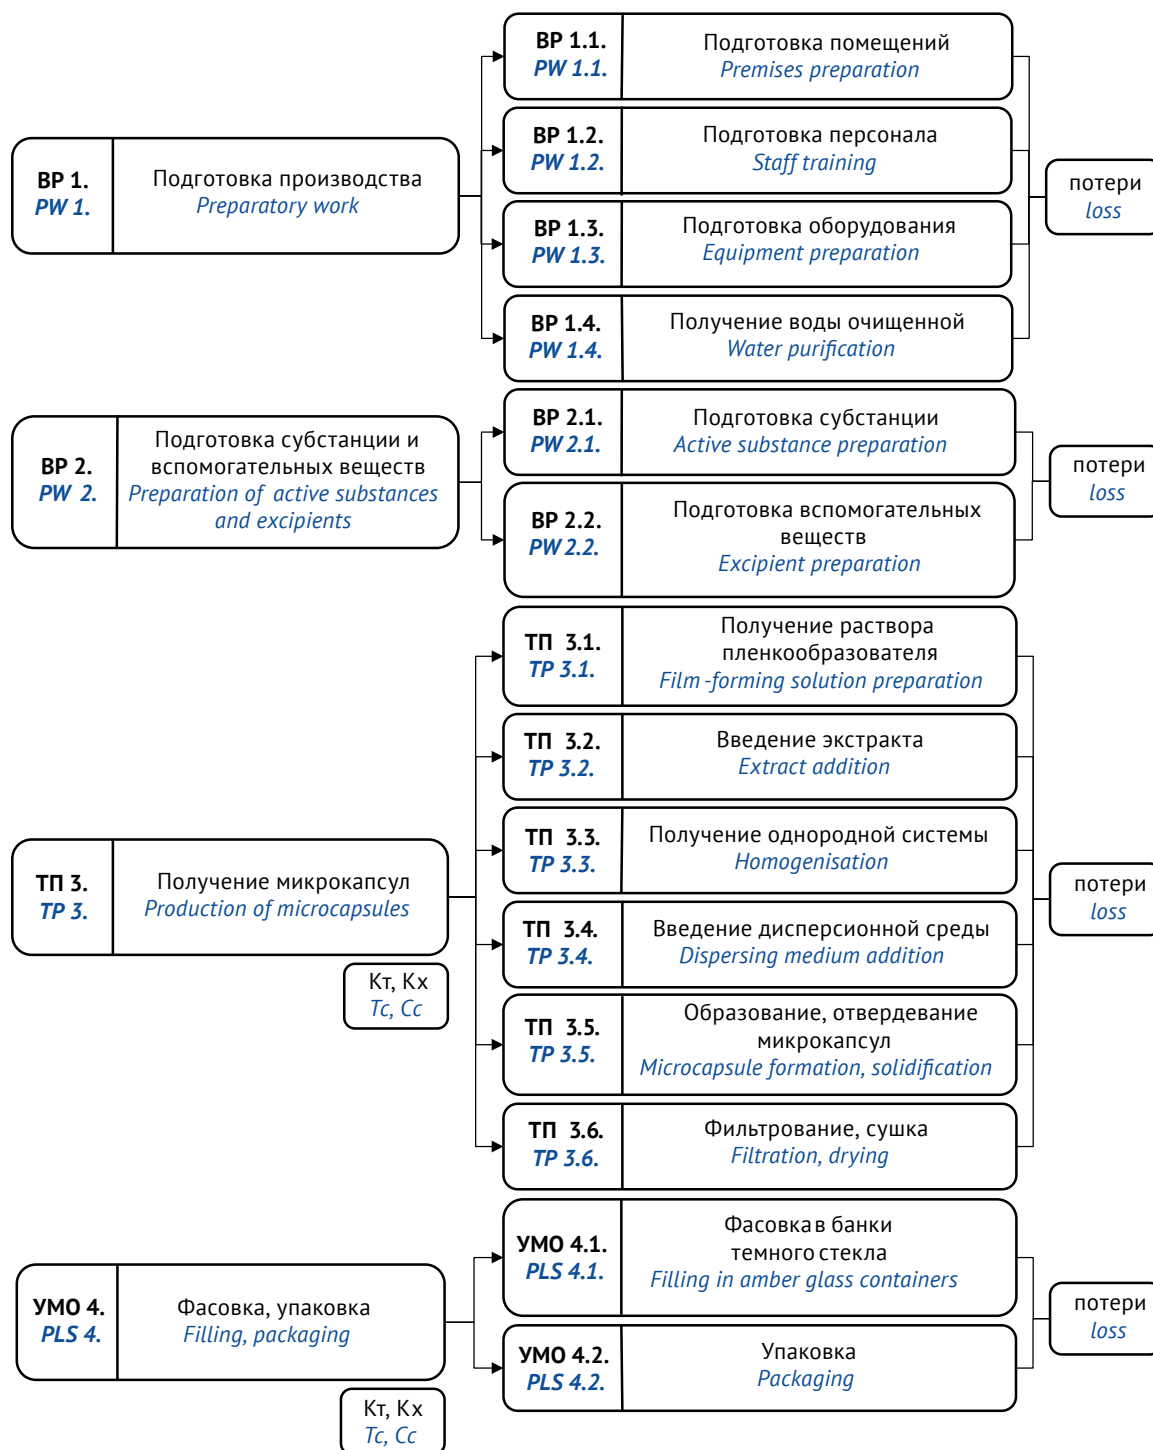 ВР 1.
PW 1.
Подготовка производства
Preparatory work
ВР 1.1.
PW 1.1.
Подготовка помещений
Premises preparation
ВР 1.2.
PW 1.2.
Подготовка персонала
Staff training
ВР 1.3.
PW 1.3.
Подготовка оборудования
Equipment preparation
ВР 1.4.
PW 1.4.
Получение воды очищенной
Water purification
потери
loss
ВР 2.
PW 2.
Подготовка субстанции и
вспомогательных веществ
Preparation of active substances
and excipients
ВР 2.1.
PW 2.1.
Подготовка субстанции
Active substance preparation
ВР 2.2.
PW 2.2.
Подготовка вспомогательных
веществ
Excipient preparation
потери
loss
ТП 3.
TP 3.
Получение микрокапсул
Production of microcapsules
Кт, Кх
Tc, Cc
ТП 3.1.
TP 3.1.
Получение раствора
пленкообразователя
Film-forming solution preparation
ТП 3.2.
TP 3.2.
Введение экстракта
Extract addition
ТП 3.3.
TP 3.3.
Получение однородной системы
Homogenisation
ТП 3.4.
TP 3.4.
Введение дисперсионной среды
Dispersing medium addition
ТП 3.5.
TP 3.5.
Образование, отвердевание
микрокапсул
Microcapsule formation, solidification
ТП 3.6.
TP 3.6.
Фильтрование, сушка
Filtration, drying
потери
loss
УМО 4.
PLS 4.
Фасовка, упаковка
Filling, packaging
Кт, Кх
Tc, Cc
УМО 4.1.
PLS 4.1.
Фасовка в банки
темного стекла
Filling in amber glass containers
УМО 4.2.
PLS 4.2.
Упаковка
Packaging
потери
loss